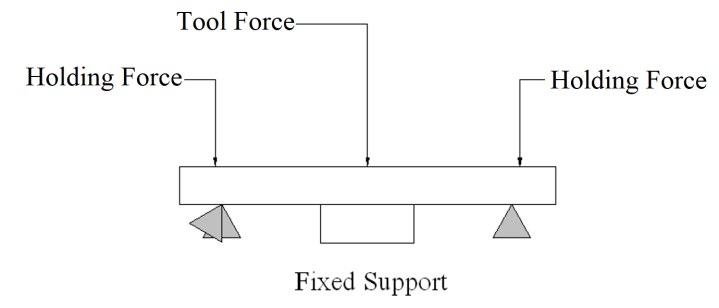 Tool Force
Holding Force
Holding Force
Fixed Support